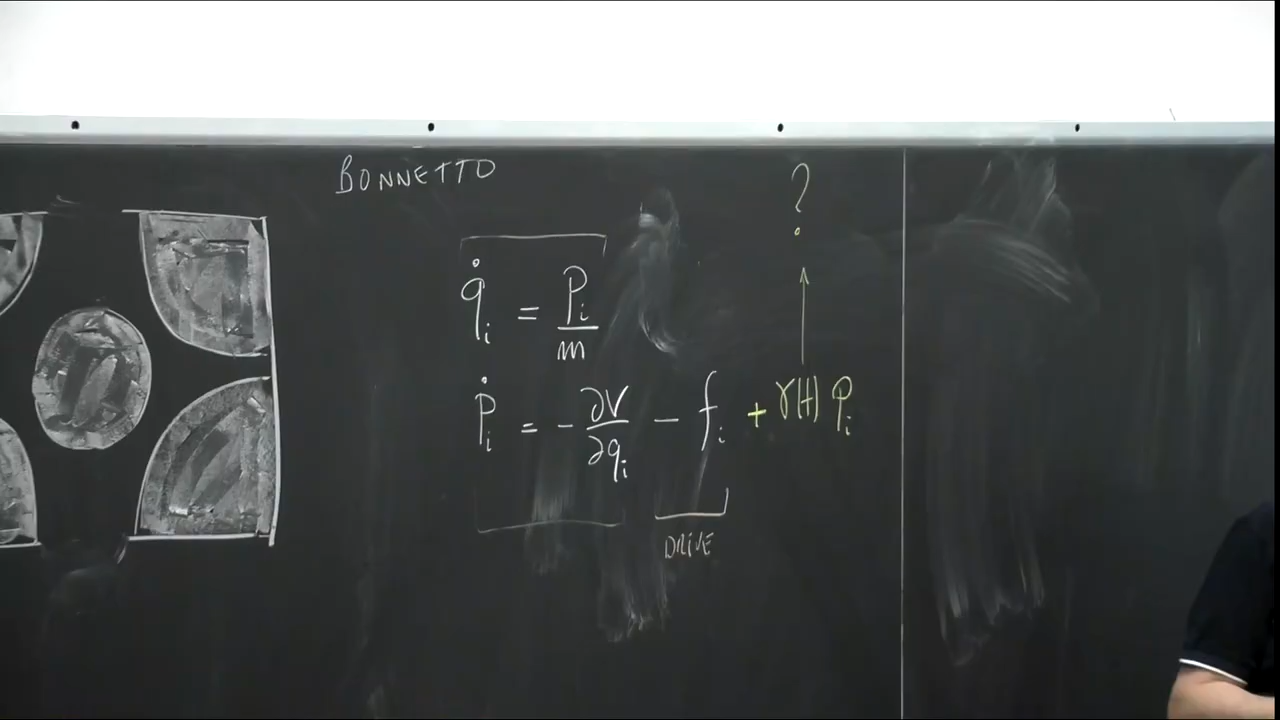 BONNETTO
?
q̇ᵢ = Pᵢ/m
Ṗᵢ = - ∂V/∂qᵢ - fᵢ + γ(t) Pᵢ
DRIVE